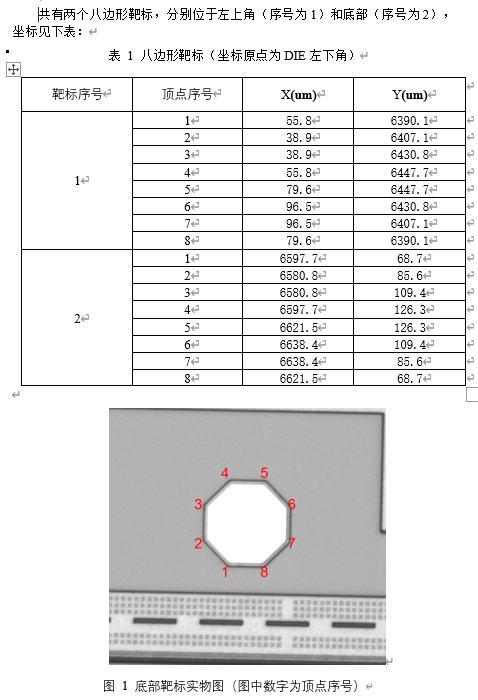 共有两个八边形靶标，分别位于左上角（序号为1）和底部（序号为2），
坐标见下表：
表 1 八边形靶标（坐标原点为DIE左下角）
靶标序号 顶点序号 X(um) Y(um)
1
1 55.8 6390.1
2 38.9 6407.1
3 38.9 6430.8
4 55.8 6447.7
5 79.6 6447.7
6 96.5 6430.8
7 96.5 6407.1
8 79.6 6390.1
2
1 6597.7 68.7
2 6580.8 85.6
3 6580.8 109.4
4 6597.7 126.3
5 6621.5 126.3
6 6638.4 109.4
7 6638.4 85.6
8 6621.5 68.7
4 5
3 6
2 7
1 8
图 1 底部靶标实物图（图中数字为顶点序号）